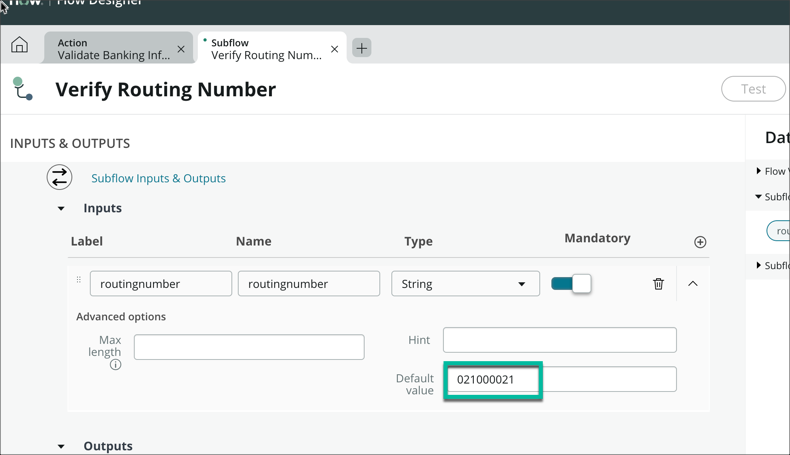 Flow Designer
Action
Validate Banking Inf...
Subflow
Verify Routing Num...
Verify Routing Number
Test
INPUTS & OUTPUTS
Dat
Subflow Inputs & Outputs
Flow V
Inputs
Subflo
Label
Name
Type
Mandatory
rou
routingnumber
routingnumber
String
Subflo
Advanced options
Max
length
Hint
Default
value
021000021
Outputs